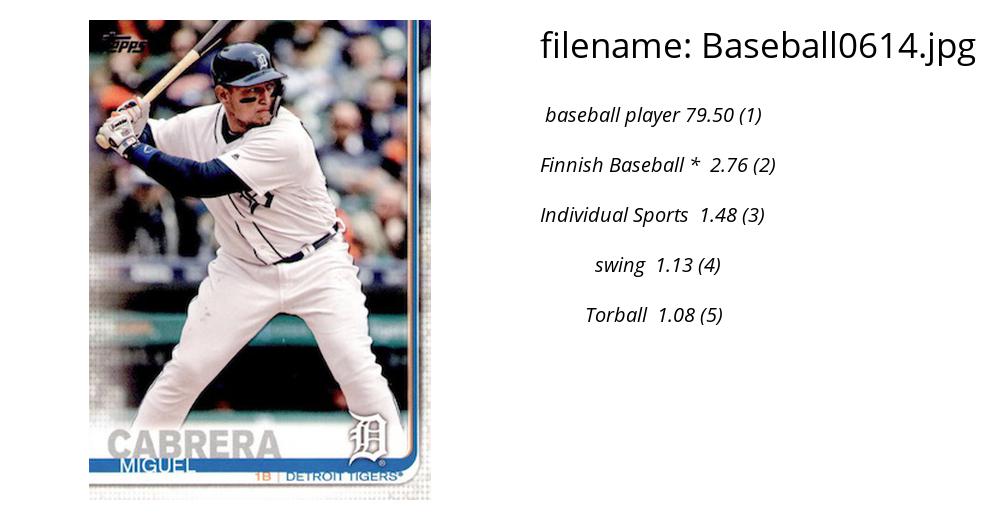 Topps
CABRERA
MIGUEL
1B | DETROIT TIGERS®
filename: Baseball0614.jpg
baseball player 79.50 (1)
Finnish Baseball * 2.76 (2)
Individual Sports 1.48 (3)
swing 1.13 (4)
Torball 1.08 (5)